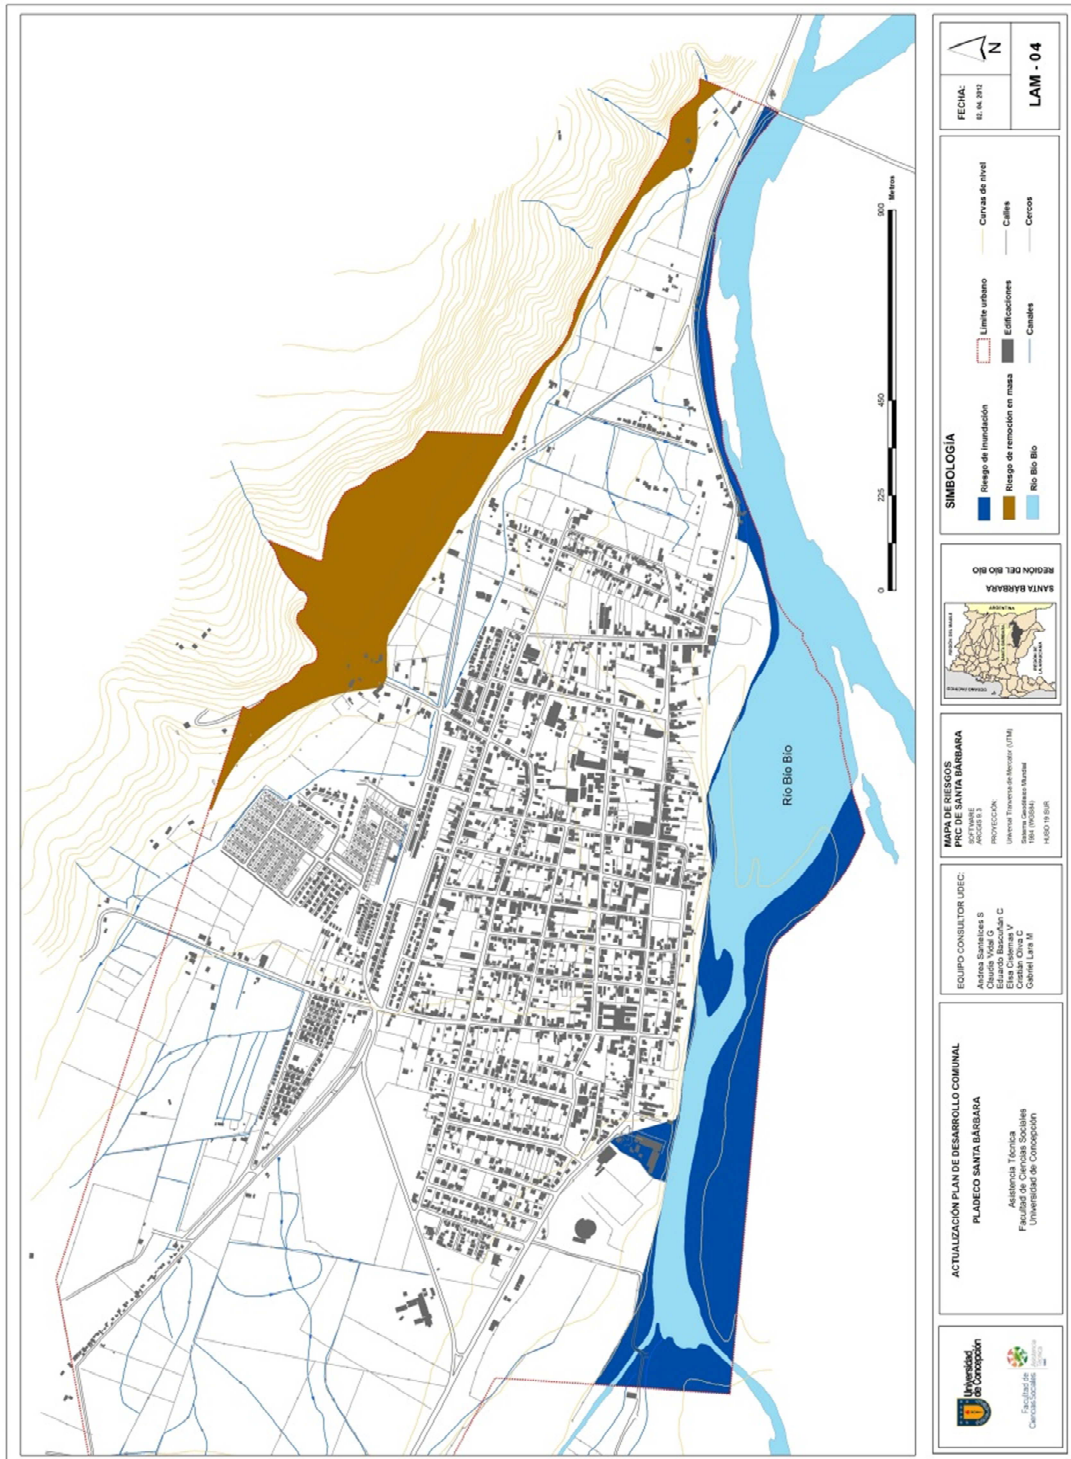 Universidad
de Concepción
Facultad de
Ciencias Sociales
ACTUALIZACIÓN PLAN DE DESARROLLO COMUNAL
PLADECO SANTA BÁRBARA
Asistencia Técnica
Facultad de Ciencias Sociales
Universidad de Concepción
EQUIPO CONSULTOR UDEC:
Andrea Santelices S
Claudia Vidal G
Eduardo Bascuñan C
Elisa Cisternas V
Cristián Oliva C
Gabriel Lara M
MAPA DE RIESGOS
PRC DE SANTA BÁRBARA
SOFTWARE
ARCGIS 9.3
PROYECCIÓN:
Universal Transversa de Mercator (UTM)
Sistema Geodésico Mundial
1984 (WGS84)
HUSO 19 SUR
SANTA BÁRBARA
REGIÓN DEL BÍO BÍO
SIMBOLOGÍA
Riesgo de inundación
Riesgo de remoción en masa
Río Bío Bío
Límite urbano
Edificaciones
Canales
Curvas de nivel
Calles
Cercos
FECHA:
02, 04, 2012
N
LAM - 04
Río Bío Bío
0
225
450
900
Metros